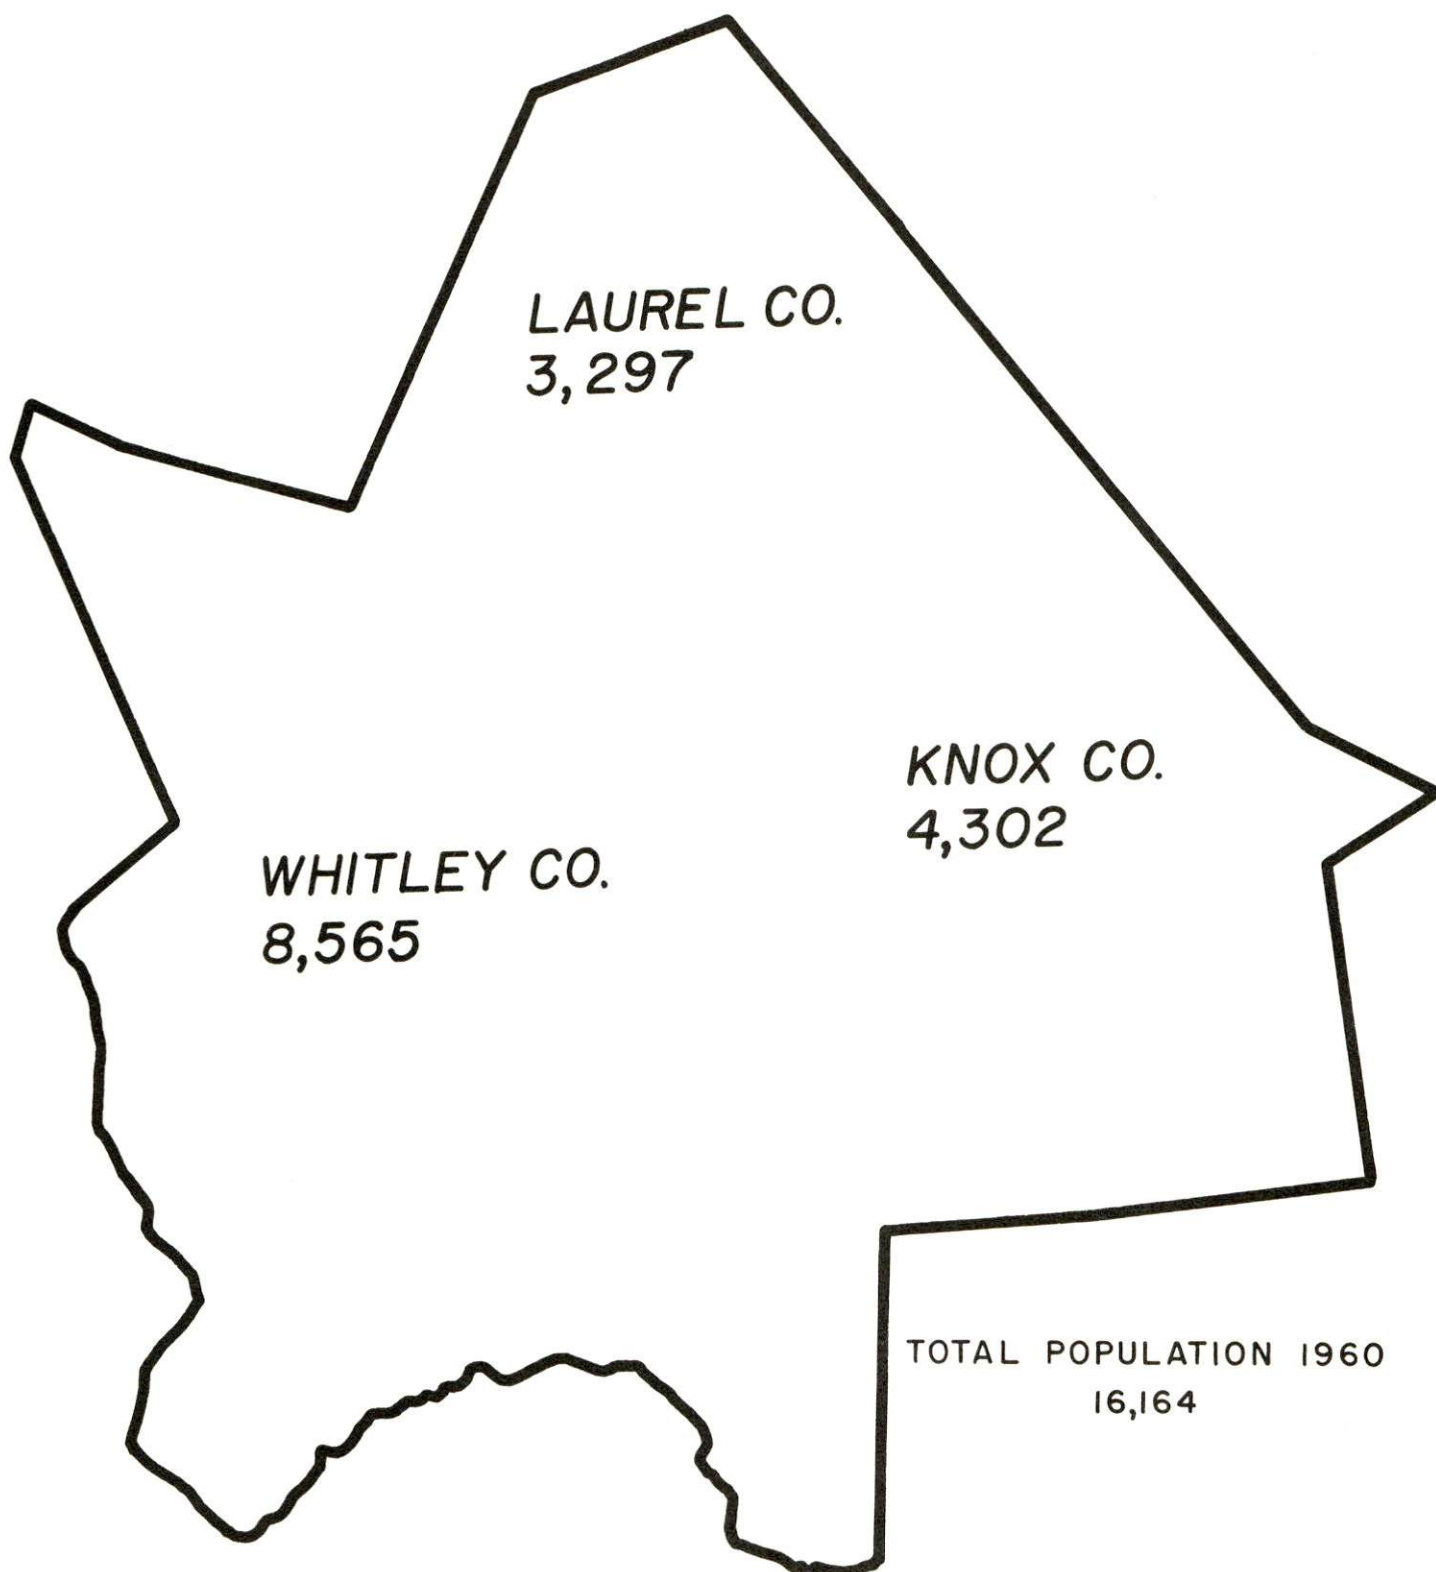 LAUREL CO.
3,297
KNOX CO.
4,302
WHITLEY CO.
8,565
TOTAL POPULATION 1960
16,164